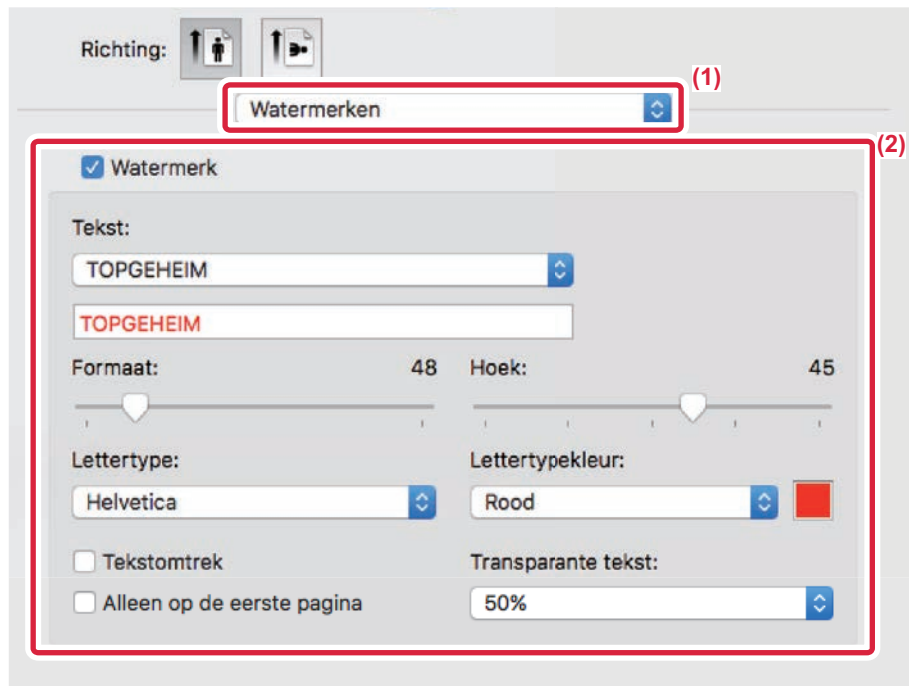 Richting:
(1)
Watermerken
(2)
Watermerk
Tekst:
TOPGEHEIM
TOPGEHEIM
Formaat: 48 Hoek: 45
Lettertype: Lettertypekleur:
Helvetica Rood
Tekstomtrek Transparante tekst:
Alleen op de eerste pagina 50%